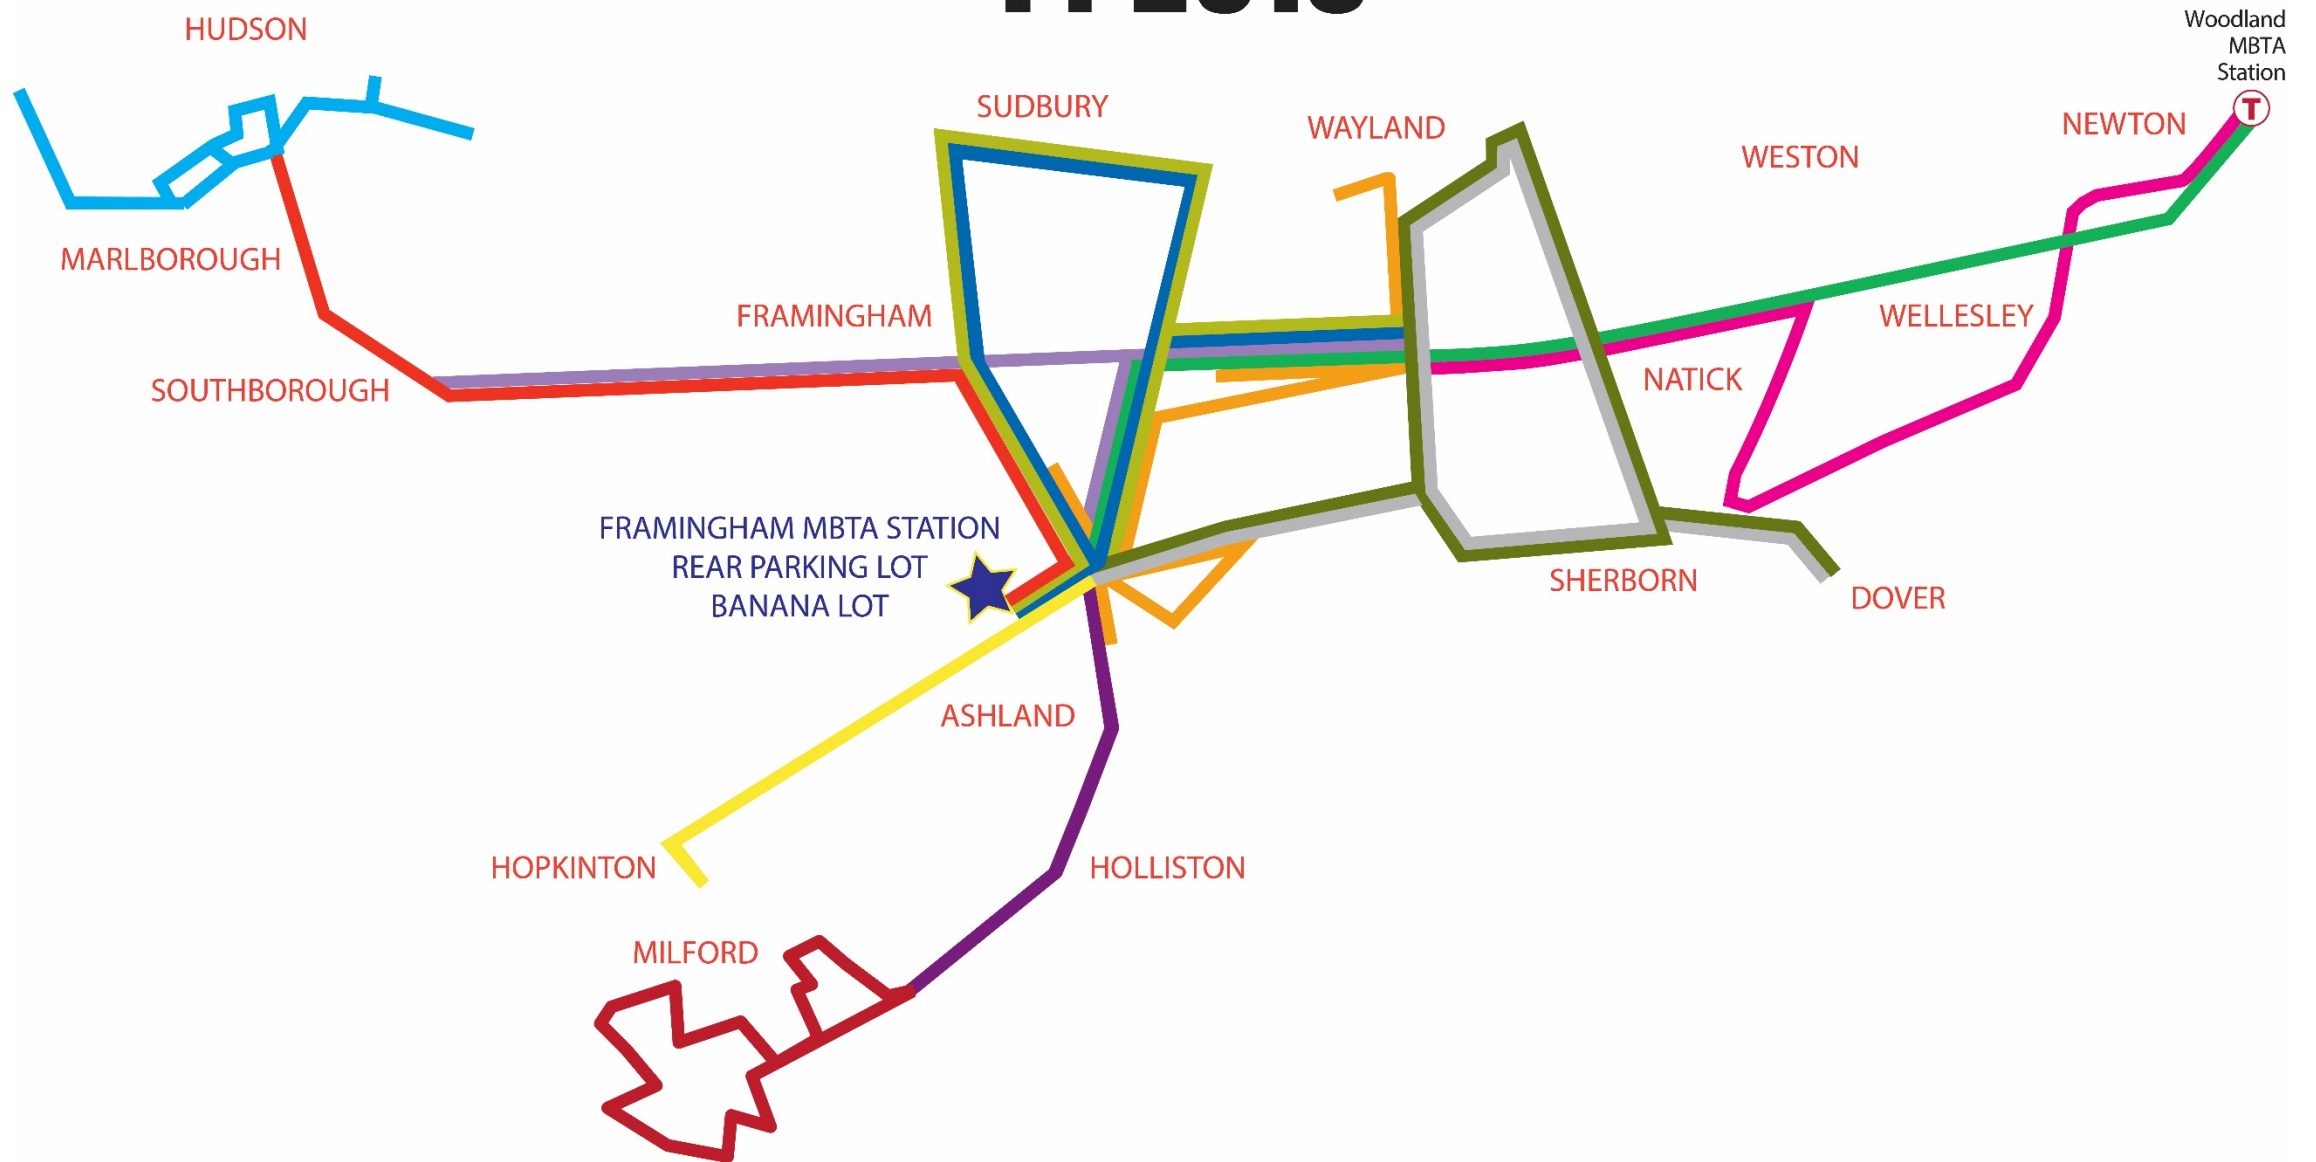 HUDSON
Woodland
MBTA
Station
T
SUDBURY
WAYLAND
NEWTON
WESTON
MARLBOROUGH
FRAMINGHAM
WELLESLEY
SOUTHBOROUGH
NATICK
FRAMINGHAM MBTA STATION
REAR PARKING LOT
BANANA LOT
SHERBORN
DOVER
ASHLAND
HOPKINTON
HOLLISTON
MILFORD